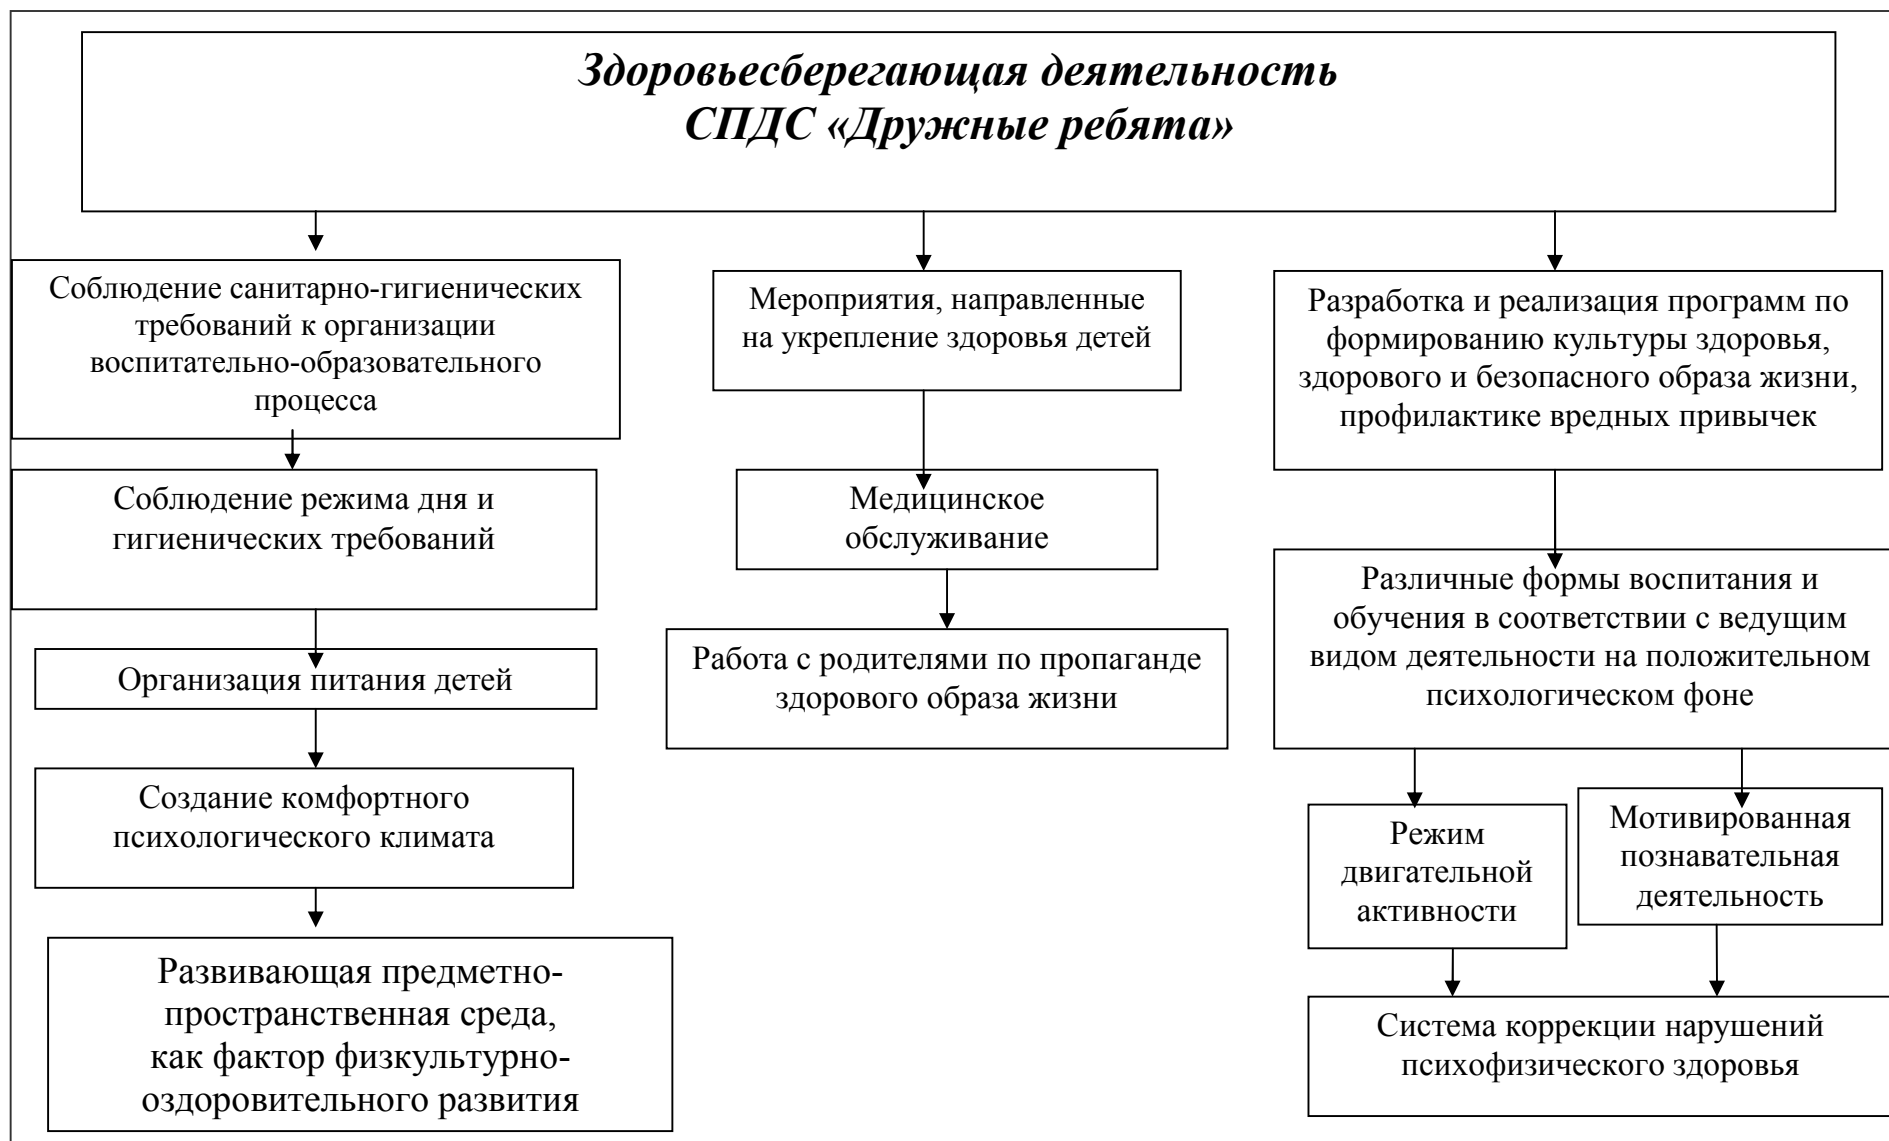 Здоровьесберегающая деятельность
СПДС «Дружные ребята»
Соблюдение санитарно-гигиенических
требований к организации
воспитательно-образовательного
процесса
Соблюдение режима дня и
гигиенических требований
Организация питания детей
Создание комфортного
психологического климата
Развивающая предметно-
пространственная среда,
как фактор физкультурно-
оздоровительного развития
Мероприятия, направленные
на укрепление здоровья детей
Медицинское
обслуживание
Работа с родителями по пропаганде
здорового образа жизни
Разработка и реализация программ по
формированию культуры здоровья,
здорового и безопасного образа жизни,
профилактике вредных привычек
Различные формы воспитания и
обучения в соответствии с ведущим
видом деятельности на положительном
психологическом фоне
Режим
двигательной
активности
Мотивированная
познавательная
деятельность
Система коррекции нарушений
психофизического здоровья